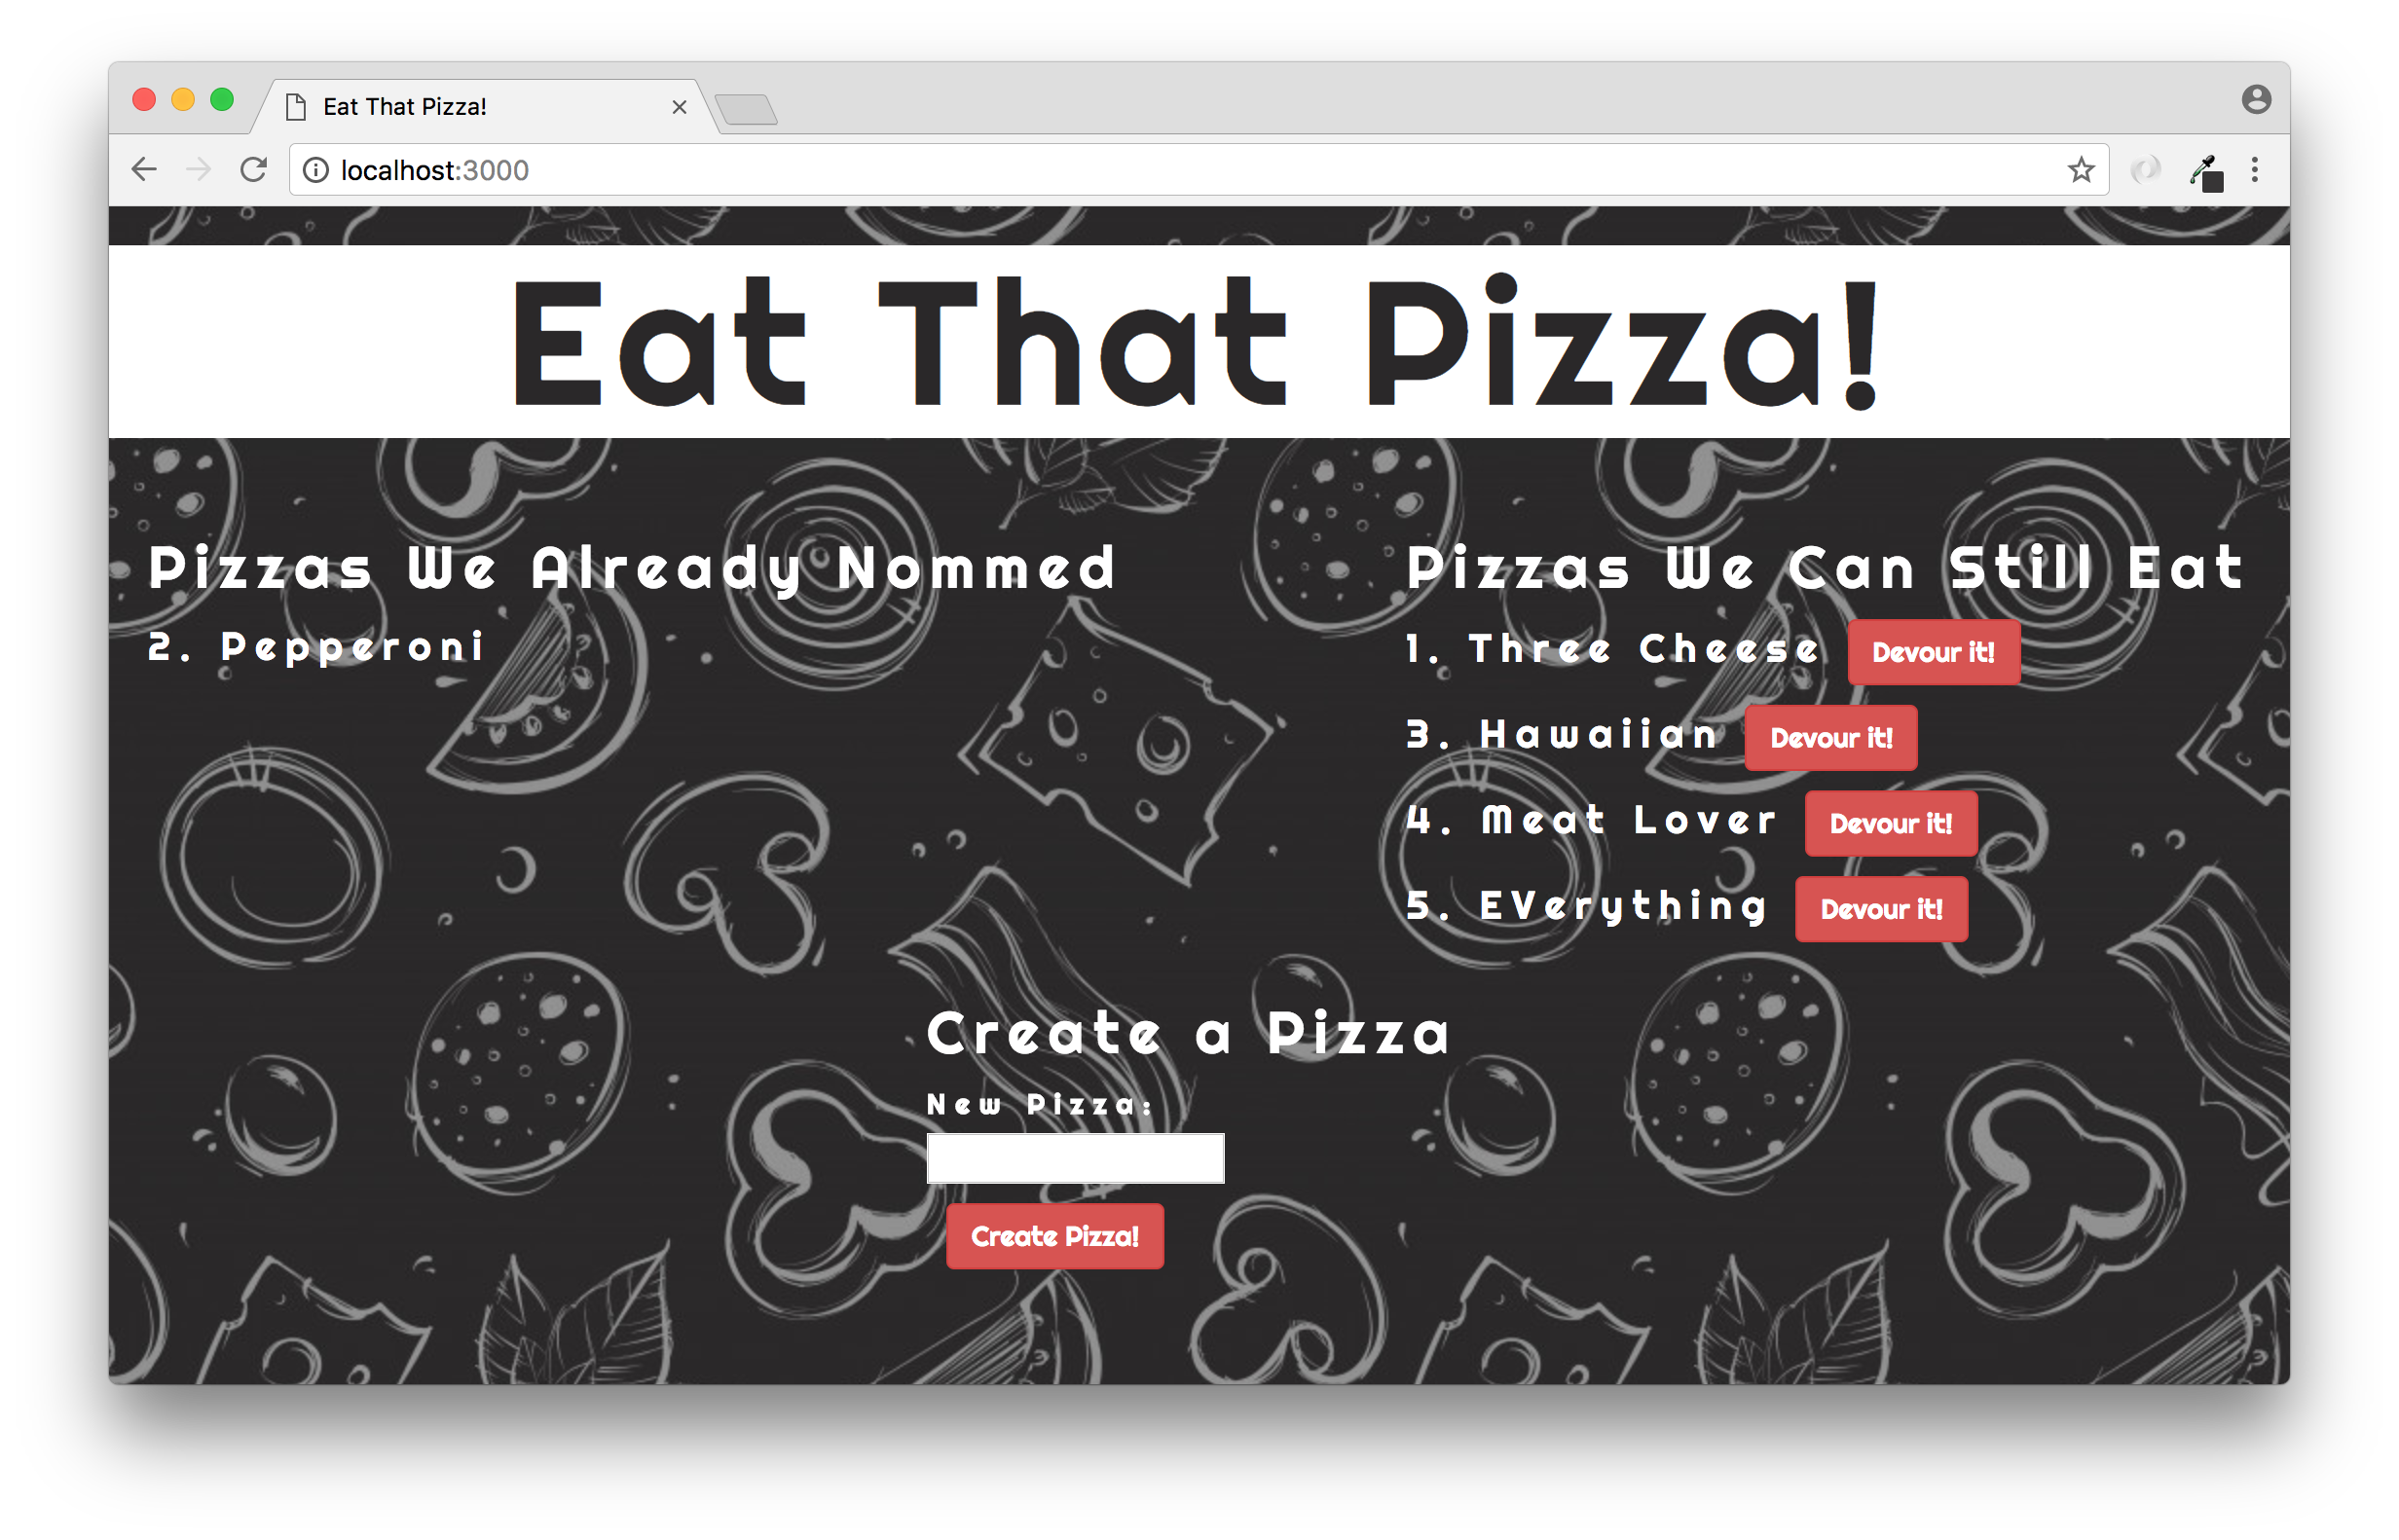 Eat That Pizza!
localhost:3000
Eat That Pizza!
Pizzas We Already Nommed
2. Pepperoni
Pizzas We Can Still Eat
1. Three Cheese Devour it!
3. Hawaiian Devour it!
4. Meat Lover Devour it!
5. EVerything Devour it!
Create a Pizza
New Pizza:
Create Pizza!